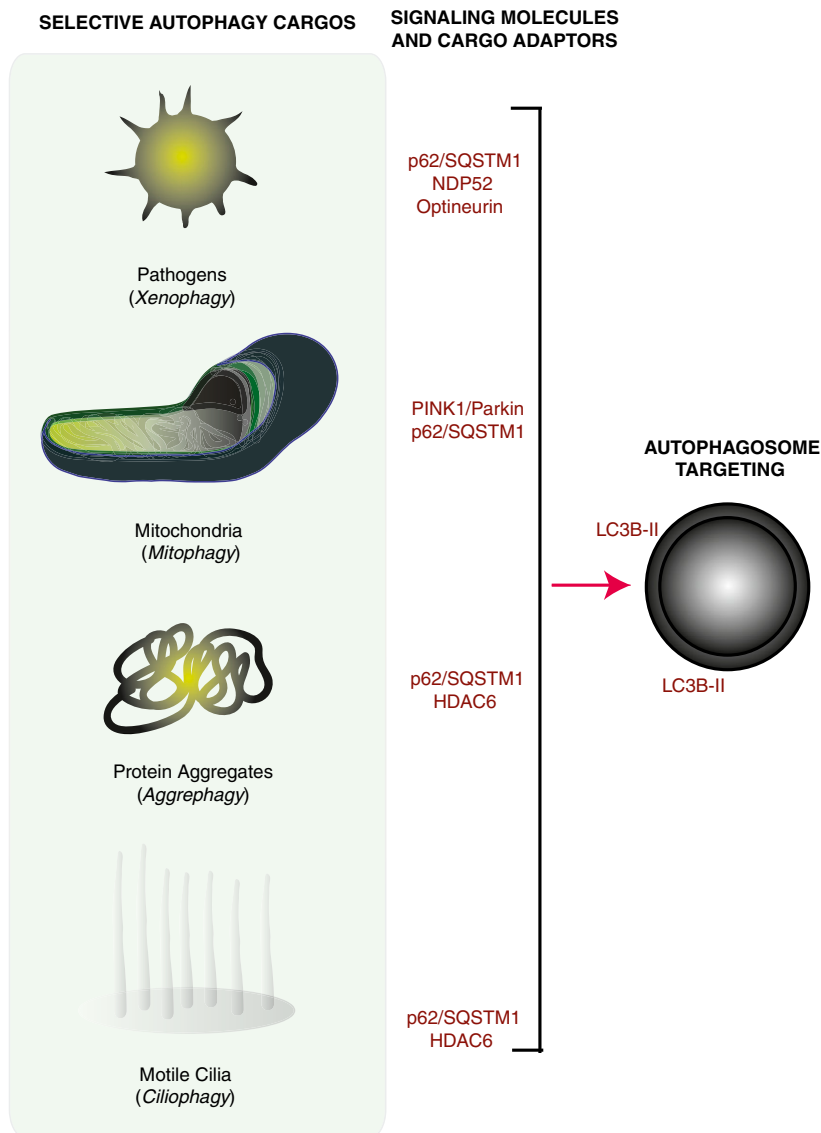 SELECTIVE AUTOPHAGY CARGOS
SIGNALING MOLECULES
AND CARGO ADAPTORS
p62/SQSTM1
NDP52
Optineurin
Pathogens
(Xenophagy)
PINK1/Parkin
p62/SQSTM1
Mitochondria
(Mitophagy)
p62/SQSTM1
HDAC6
Protein Aggregates
(Aggrephagy)
p62/SQSTM1
HDAC6
Motile Cilia
(Ciliophagy)
AUTOPHAGOSOME
TARGETING
LC3B-II
LC3B-II